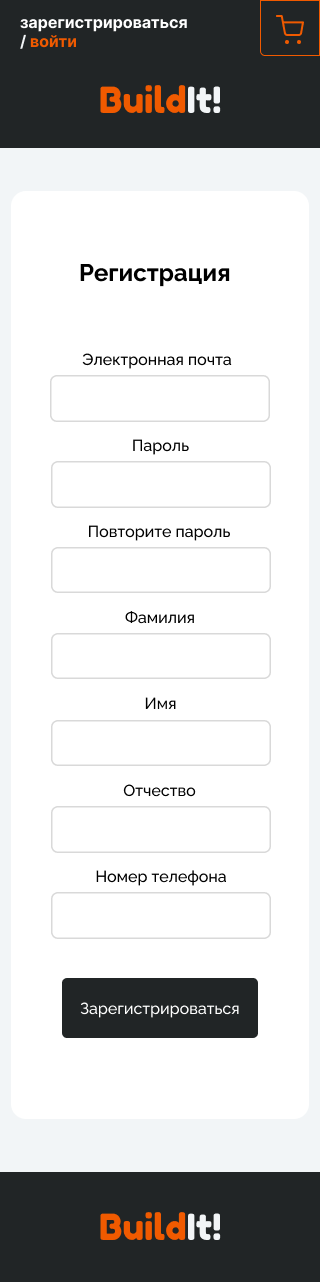 зарегистрироваться
/ войти
BuildIt!
Регистрация
Электронная почта
Пароль
Повторите пароль
Фамилия
Имя
Отчество
Номер телефона
Зарегистрироваться
BuildIt!